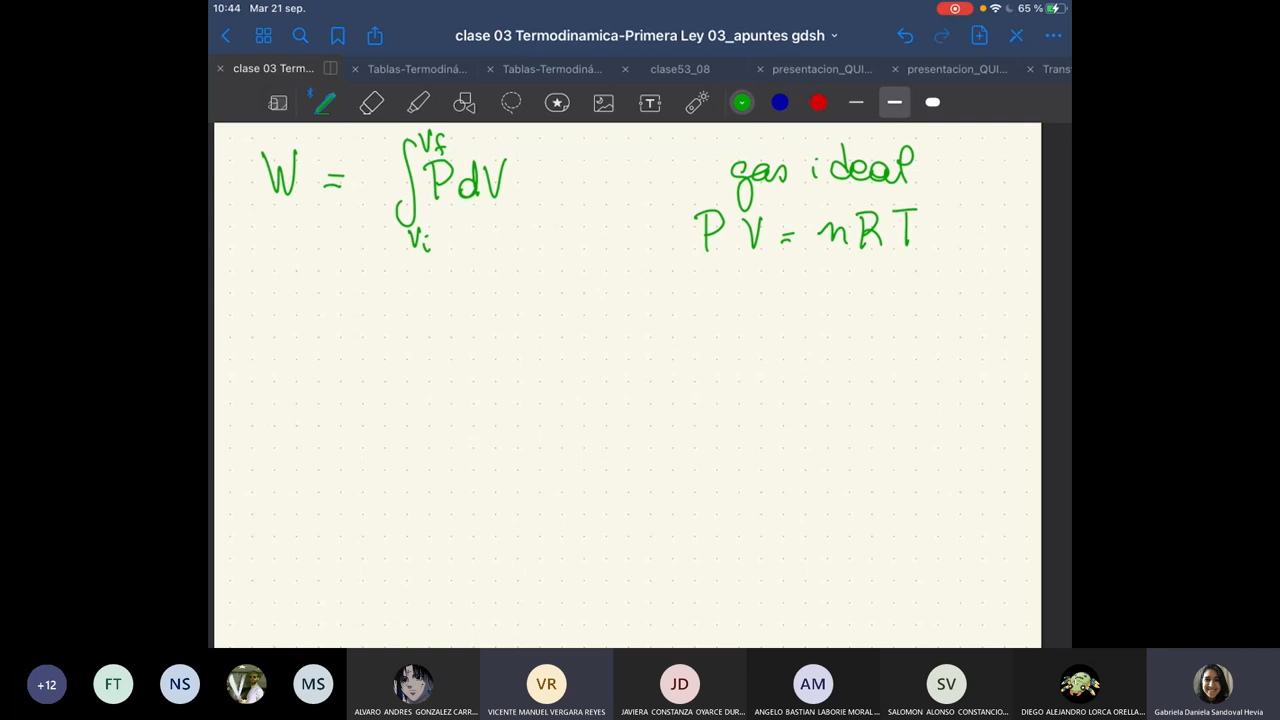 10:44 Mar 21 sep.
65 %
clase 03 Termodinamica-Primera Ley 03_apuntes gdsh
clase 03 Term...
Tablas-Termodiná...
Tablas-Termodiná...
clase53_08
presentacion_QUI...
presentacion_QUI...
Transf
W = ∫ᵥᵢⱽᶠ PdV
gas ideal
PV = nRT
+12
FT
NS
MS
VR
JD
AM
SV
ALVARO ANDRES GONZALEZ CARR...
VICENTE MANUEL VERGARA REYES
JAVIERA CONSTANZA OYARCE DUR...
ANGELO BASTIAN LABORIE MORAL...
SALOMON ALONSO CONSTANCIO...
DIEGO ALEJANDRO LORCA ORELLA...
Gabriela Daniela Sandoval Hevia